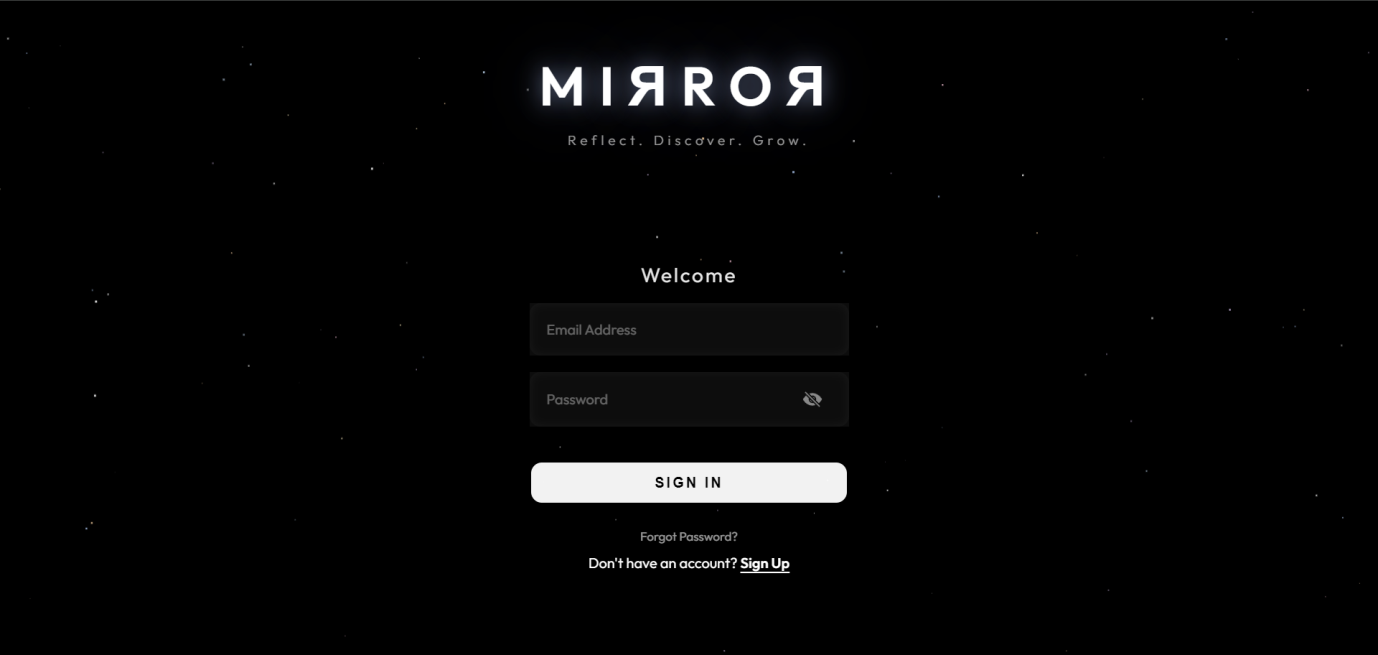 MIЯROЯ
Reflect. Discover. Grow.
Welcome
Email Address
Password
SIGN IN
Forgot Password?
Don't have an account? Sign Up